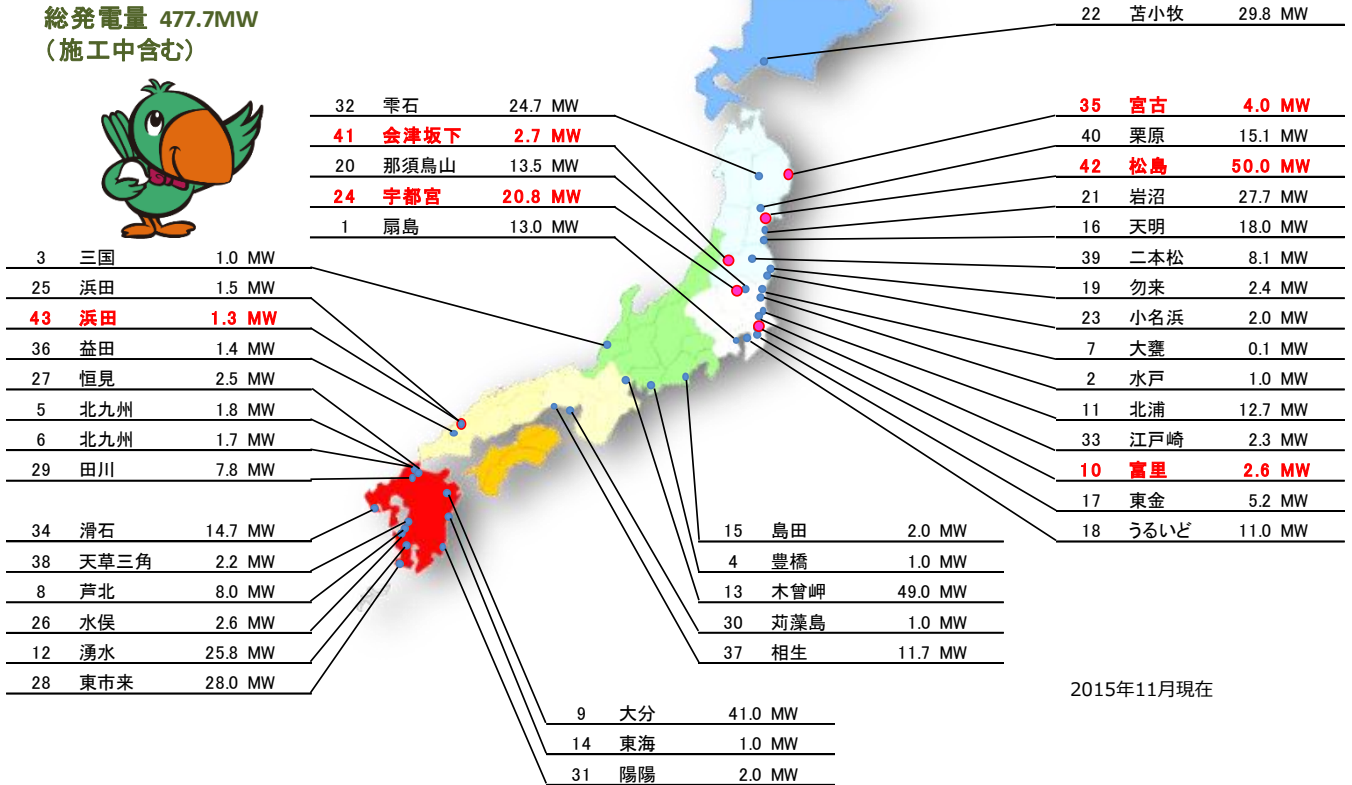 総発電量 477.7MW
（施工中含む）
22 苫小牧 29.8 MW
32 雫石 24.7 MW
41 会津坂下 2.7 MW
20 那須烏山 13.5 MW
24 宇都宮 20.8 MW
1 扇島 13.0 MW
35 宮古 4.0 MW
40 栗原 15.1 MW
42 松島 50.0 MW
21 岩沼 27.7 MW
16 天明 18.0 MW
39 二本松 8.1 MW
19 勿来 2.4 MW
23 小名浜 2.0 MW
7 大甕 0.1 MW
2 水戸 1.0 MW
11 北浦 12.7 MW
33 江戸崎 2.3 MW
10 富里 2.6 MW
17 東金 5.2 MW
18 うるいど 11.0 MW
3 三国 1.0 MW
25 浜田 1.5 MW
43 浜田 1.3 MW
36 益田 1.4 MW
27 恒見 2.5 MW
5 北九州 1.8 MW
6 北九州 1.7 MW
29 田川 7.8 MW
34 滑石 14.7 MW
38 天草三角 2.2 MW
8 芦北 8.0 MW
26 水俣 2.6 MW
12 湧水 25.8 MW
28 東市来 28.0 MW
15 島田 2.0 MW
4 豊橋 1.0 MW
13 木曾岬 49.0 MW
30 苅藻島 1.0 MW
37 相生 11.7 MW
9 大分 41.0 MW
14 東海 1.0 MW
31 陽陽 2.0 MW
2015年11月現在